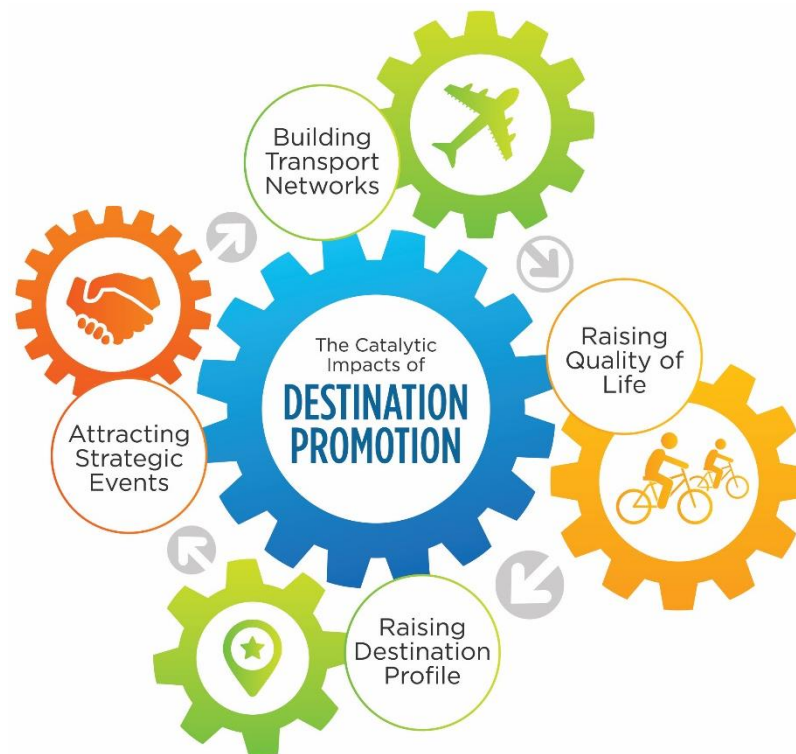 Building
Transport
Networks
The Catalytic
Impacts of
DESTINATION
PROMOTION
Raising
Quality of
Life
Attracting
Strategic
Events
Raising
Destination
Profile